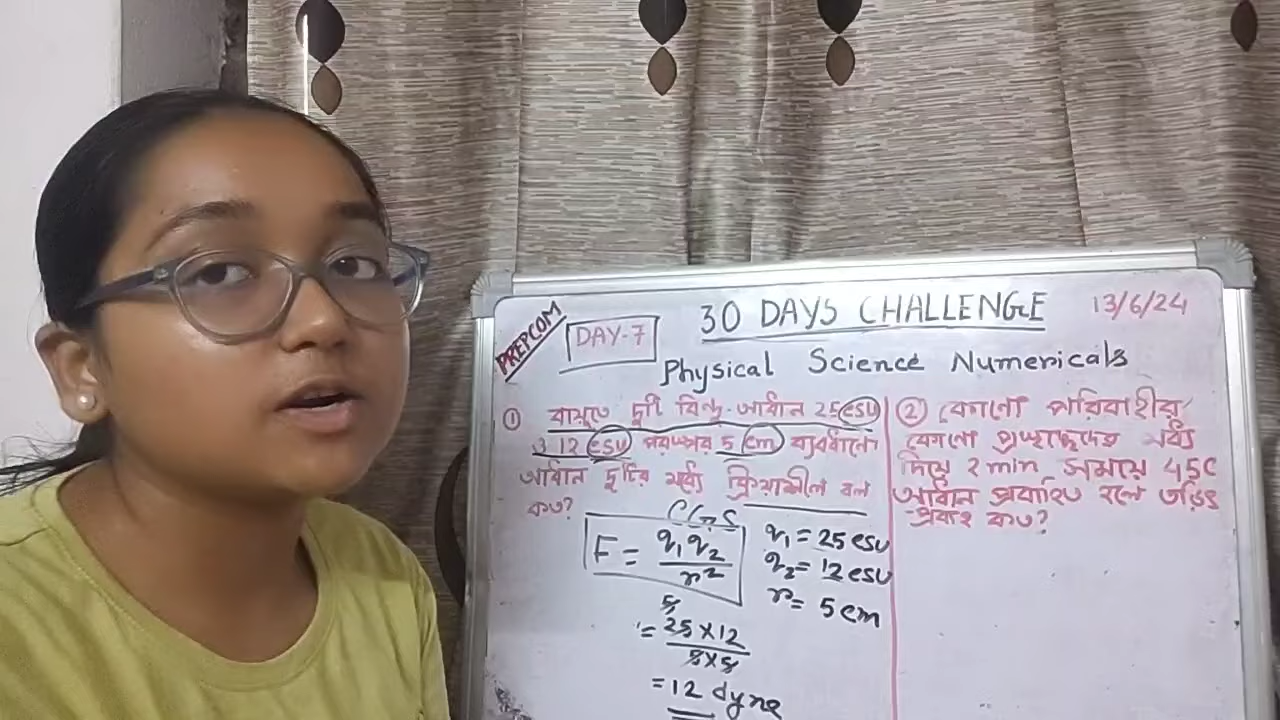 30 DAYS CHALLENGE
13/6/24
PREPCOM
DAY-7
Physical Science Numericals
① বায়ুতে দুটি বিন্দু আধান 25 esu
ও 12 esu পরস্পর 5 cm ব্যবধানে
আধান দুটির মধ্যে ক্রিয়াশীল বল
কত?
CGS
F = q₁q₂/r²
q₁ = 25 esu
q₂ = 12 esu
r = 5 cm
= 25×12/5×5
= 12 dyne
② কোনো পরিবাহীর
কোনো প্রস্থচ্ছেদের মধ্য
দিয়ে 2 min সময়ে 45C
আধান প্রবাহিত হলে তড়িৎ
প্রবাহ কত?